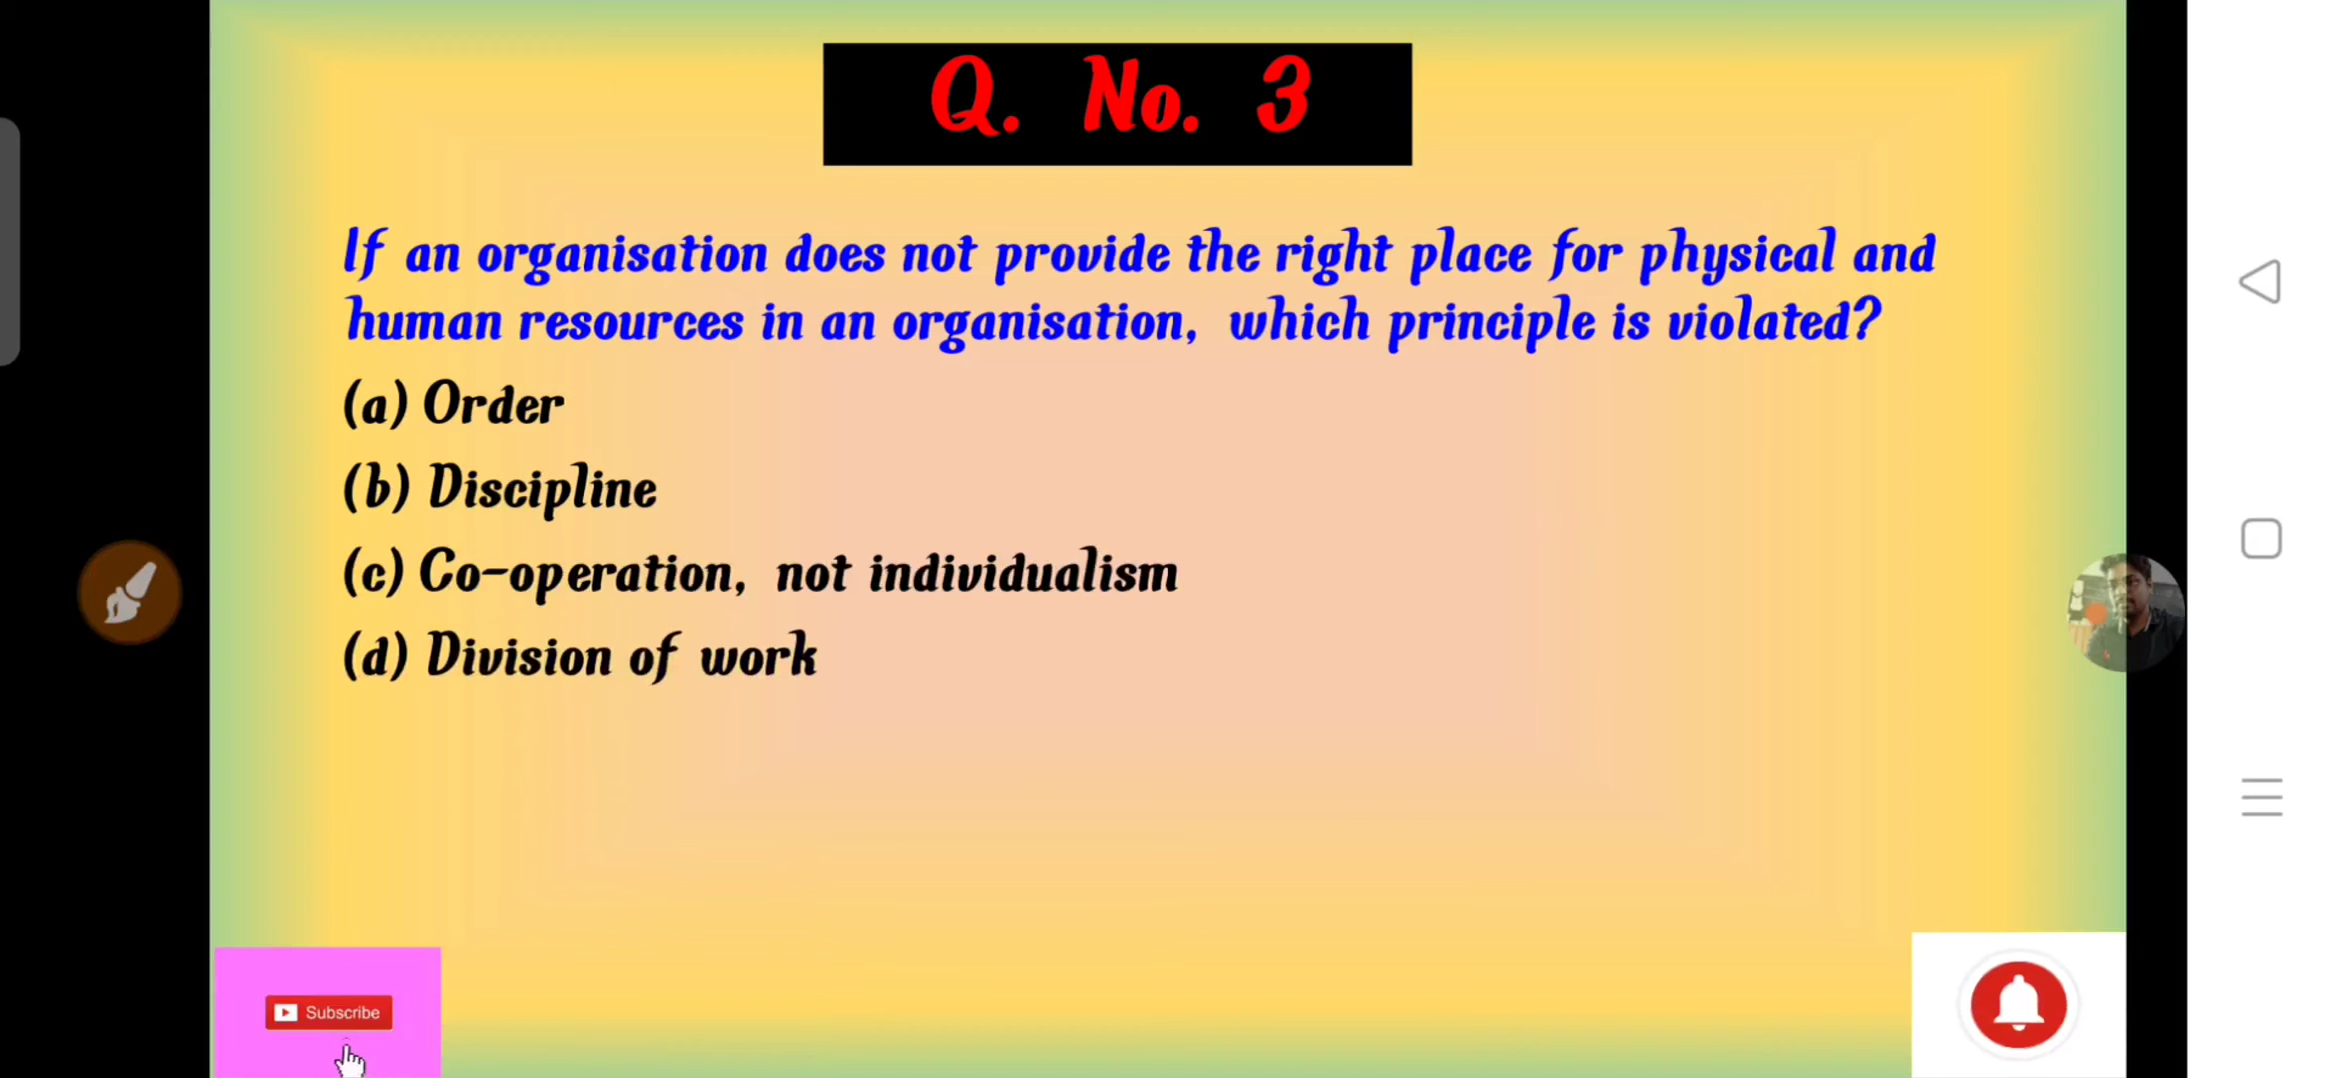 Q. No. 3
If an organisation does not provide the right place for physical and
human resources in an organisation, which principle is violated?
(a) Order
(b) Discipline
(c) Co-operation, not individualism
(d) Division of work
Subscribe